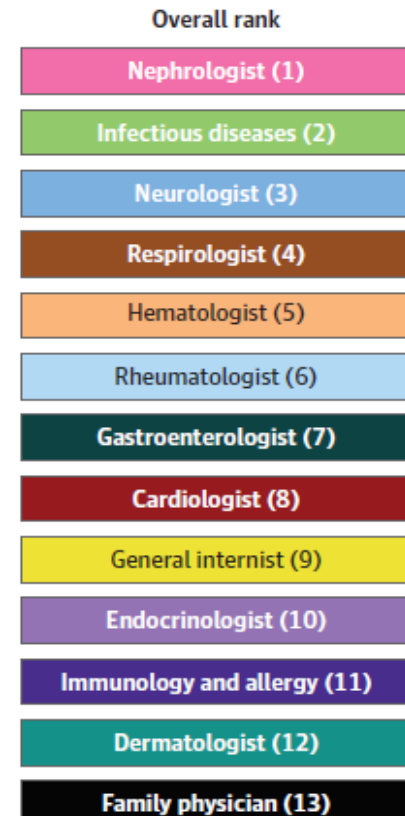 Overall rank
Nephrologist (1)
Infectious diseases (2)
Neurologist (3)
Respirologist (4)
Hematologist (5)
Rheumatologist (6)
Gastroenterologist (7)
Cardiologist (8)
General internist (9)
Endocrinologist (10)
Immunology and allergy (11)
Dermatologist (12)
Family physician (13)